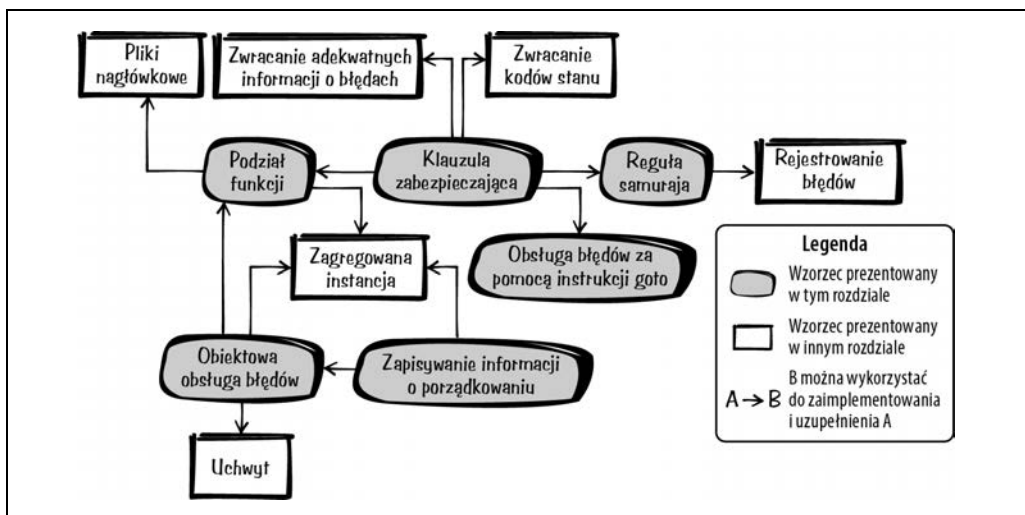 Pliki
nagłówkowe
Zwracanie adekwatnych
informacji o błędach
Zwracanie
kodów stanu
Podział
funkcji
Klauzula
zabezpieczająca
Reguła
samuraja
Rejestrowanie
błędów
Zagregowana
instancja
Obsługa błędów za
pomocą instrukcji goto
Obiektowa
obsługa błędów
Zapisywanie informacji
o porządkowaniu
Uchwyt
Legenda
Wzorzec prezentowany
w tym rozdziale
Wzorzec prezentowany
w innym rozdziale
A → B
B można wykorzystać
do zaimplementowania
i uzupełnienia A